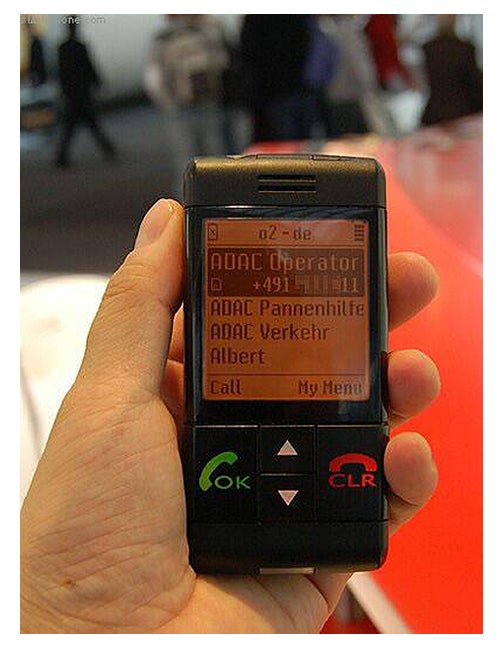 o2 - de
ADAC Operator
+491 11
ADAC Pannenhilfe
ADAC Verkehr
Albert
Call My Menu
OK CLR